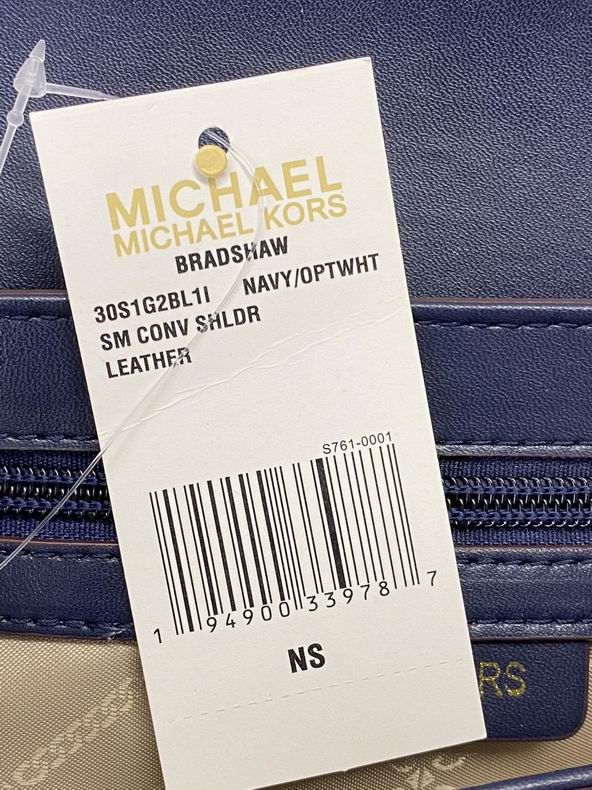 MICHAEL
MICHAEL KORS
BRADSHAW
30S1G2BL1I NAVY/OPTWHT
SM CONV SHLDR
LEATHER
S761-0001
1 94900 33978 7
NS
RS